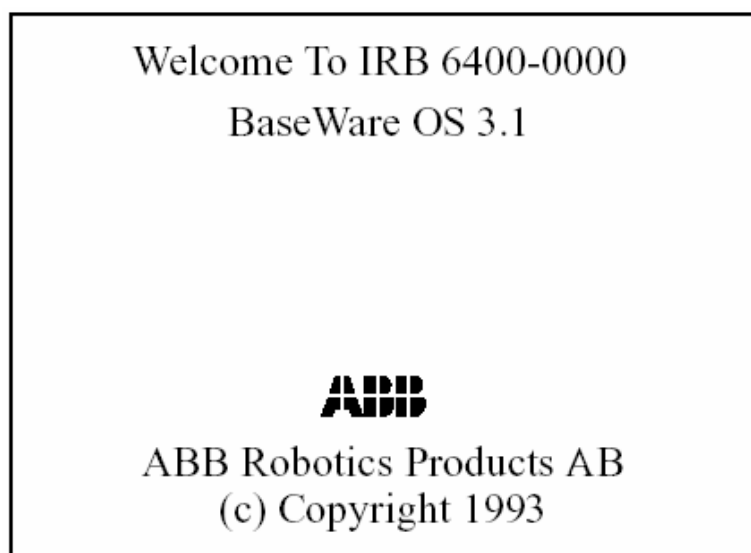 Welcome To IRB 6400-0000
BaseWare OS 3.1
ABB
ABB Robotics Products AB
(c) Copyright 1993